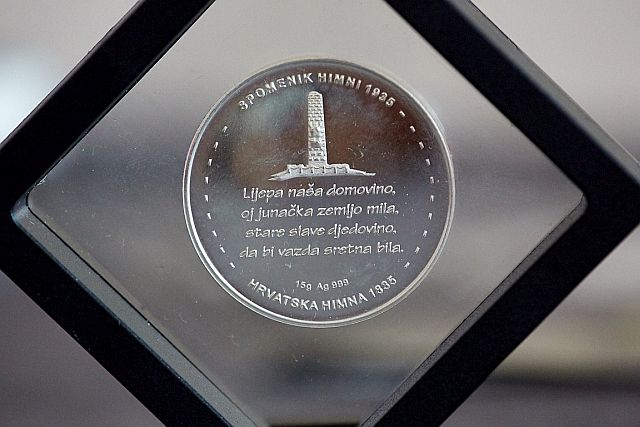 SPOMENIK HIMNI 1935
Lijepa naša domovino,
oj junačka zemljo mila,
stare slave djedovino,
da bi vazda sretna bila.
15g Ag 999
HRVATSKA HIMNA 1835